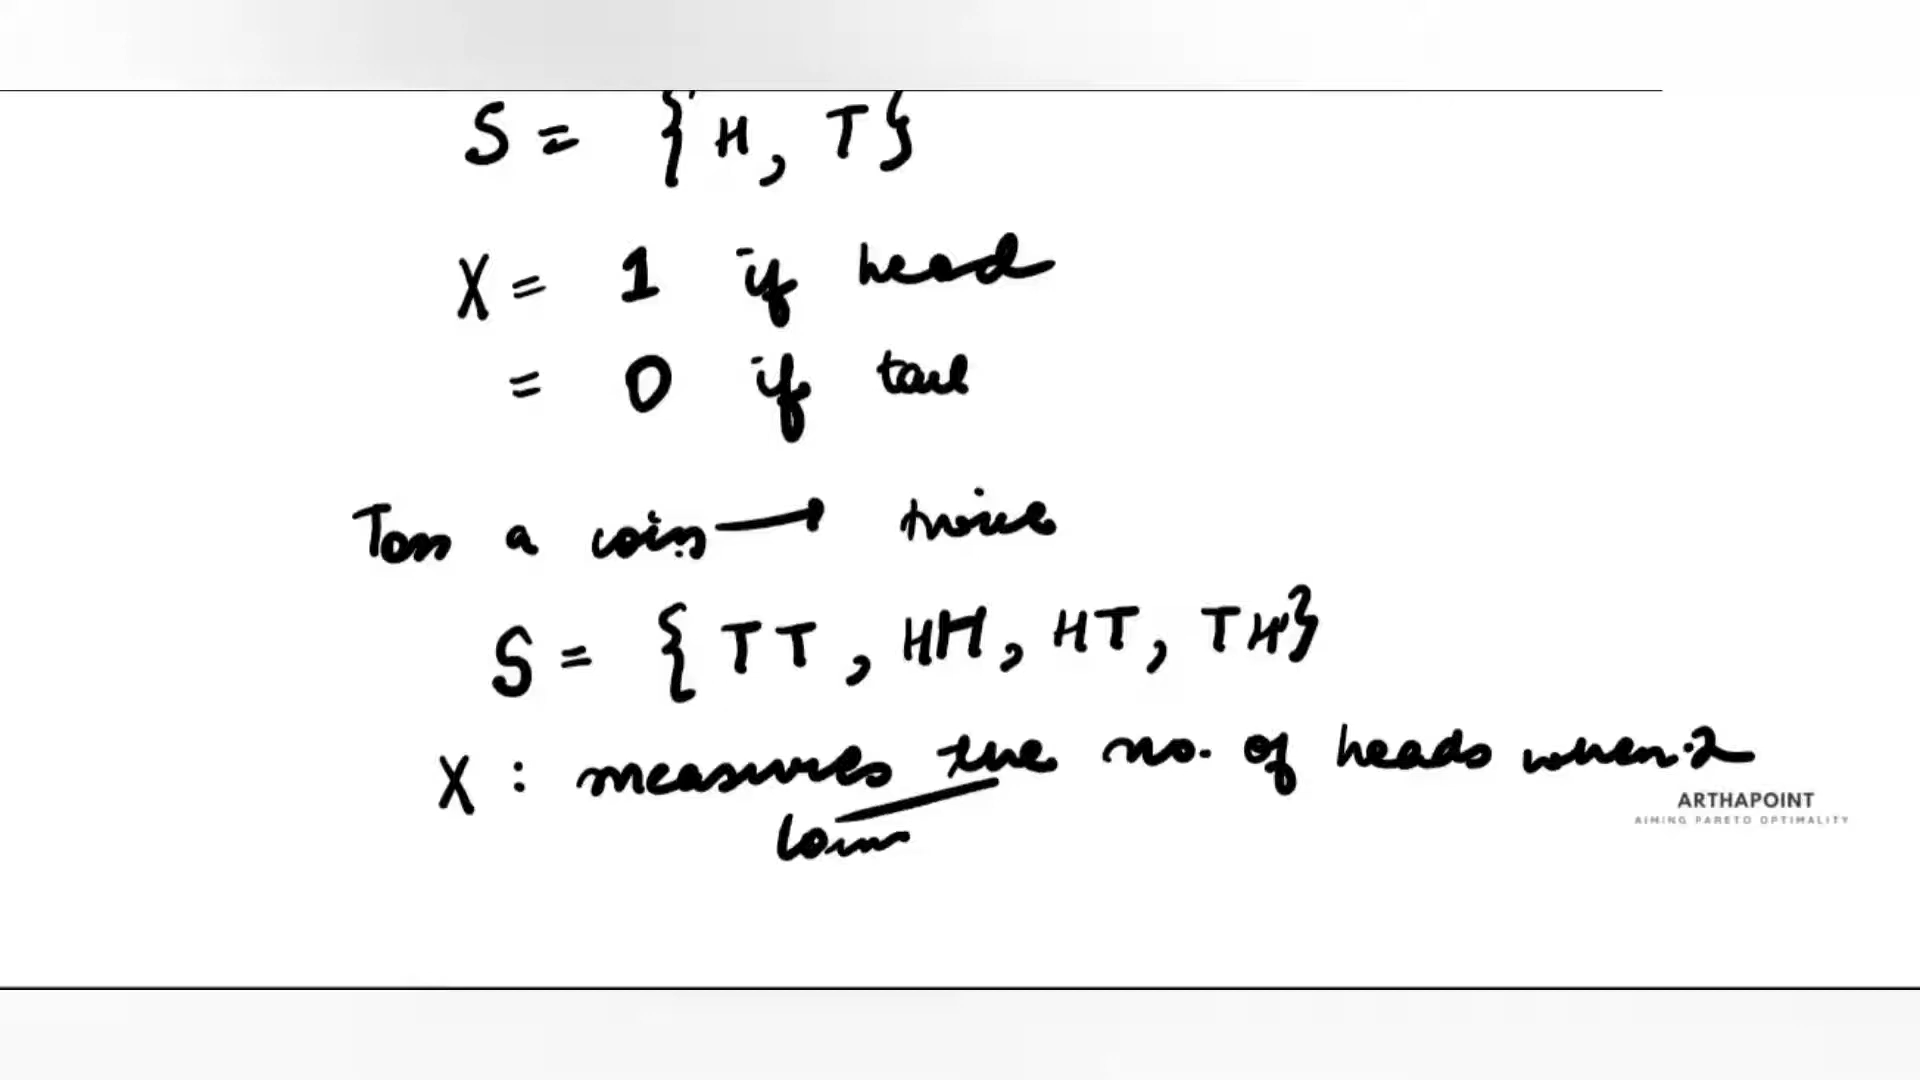 S = {H, T}
X = 1 if head
= 0 if tail
Toss a coin → twice
S = {TT, HH, HT, TH}
X : measures the no. of heads when 2
coins
ARTHAPOINT
AIMING PARETO OPTIMALITY